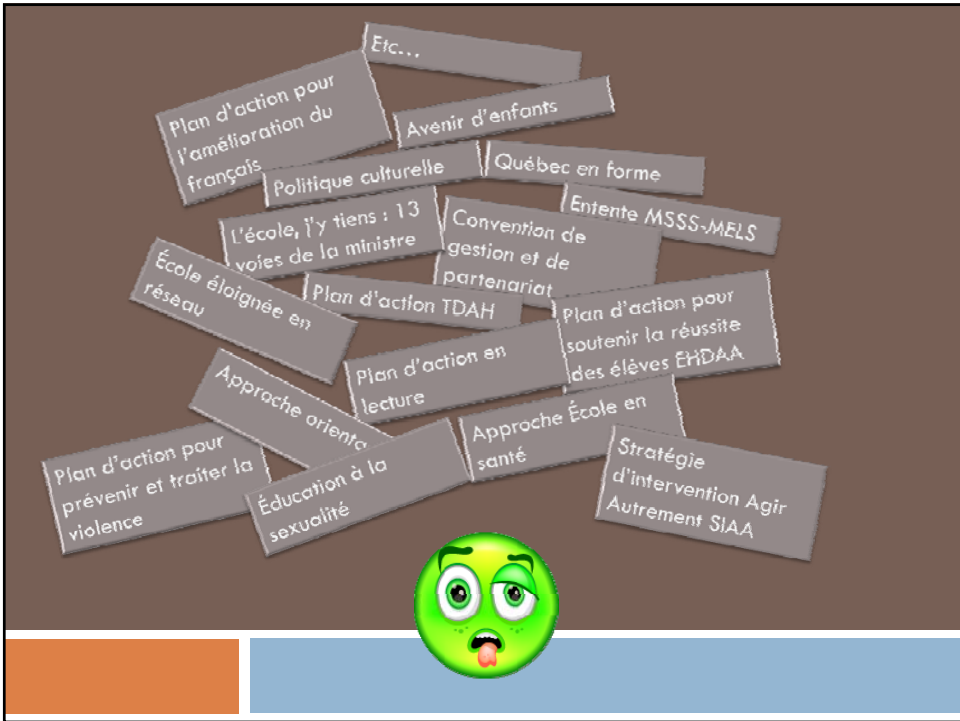 Etc...
Plan d'action pour
l'amélioration du
français
Avenir d'enfants
Politique culturelle
Québec en forme
L'école, j'y tiens : 13
voies de la ministre
Convention de
gestion et de
partenariat
Entente MSSS-MELS
École éloignée en
réseau
Plan d'action TDAH
Plan d'action pour
soutenir la réussite
des élèves EHDAA
Plan d'action en
lecture
Approche orienta
Approche École en
santé
Plan d'action pour
prévenir et traiter la
violence
Éducation à la
sexualité
Stratégie
d'intervention Agir
Autrement SIAA